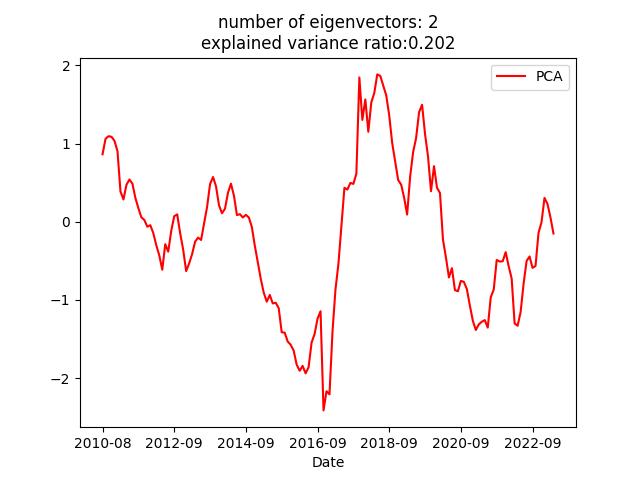 number of eigenvectors: 2
explained variance ratio:0.202
PCA
2
1
0
−1
−2
2010-08 2012-09 2014-09 2016-09 2018-09 2020-09 2022-09
Date